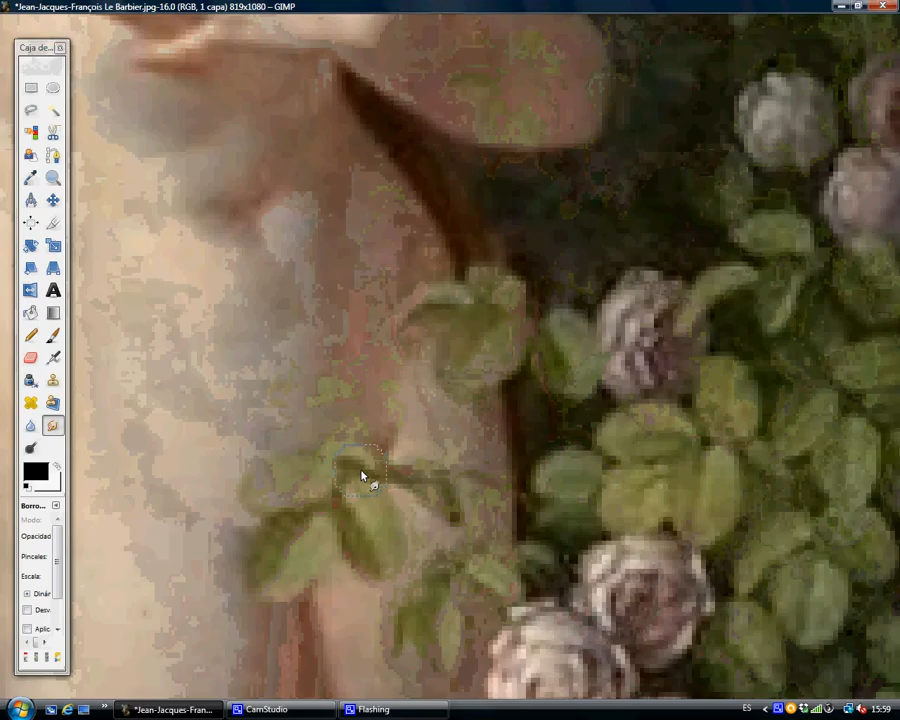 *Jean-Jacques-François Le Barbier.jpg-16.0 (RGB, 1 capa) 819x1080 – GIMP
Caja de...
Borro...
Modo:
Opacidad
Pinceles:
Escala:
Dinár
Desv
Aplic
*Jean-Jacques-Fran...
CamStudio
Flashing
ES
15:59